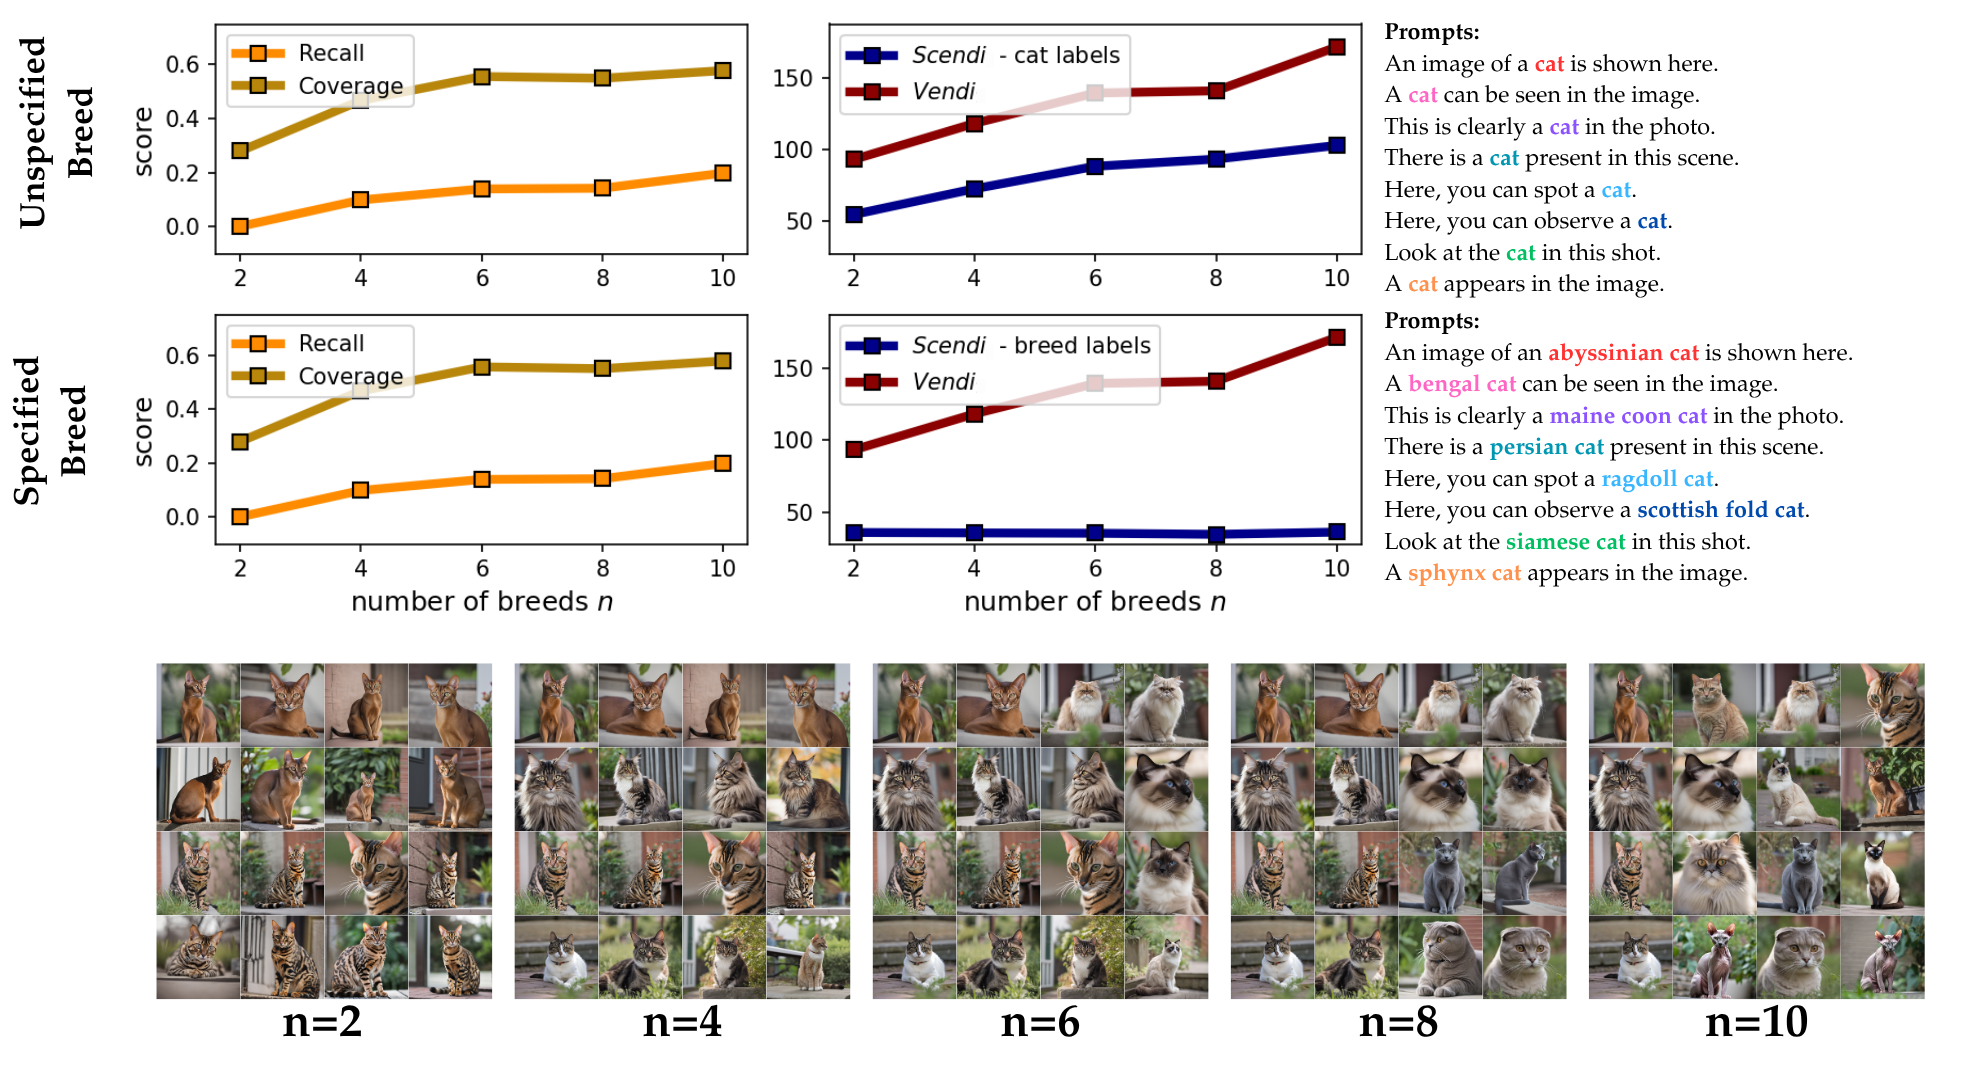 Unspecified
Breed
score
0.6
0.4
0.2
0.0
Recall
Coverage
2 4 6 8 10
150
100
50
Scendi - cat labels
Vendi
2 4 6 8 10
Prompts:
An image of a cat is shown here.
A cat can be seen in the image.
This is clearly a cat in the photo.
There is a cat present in this scene.
Here, you can spot a cat.
Here, you can observe a cat.
Look at the cat in this shot.
A cat appears in the image.
Specified
Breed
score
0.6
0.4
0.2
0.0
Recall
Coverage
2 4 6 8 10
number of breeds n
150
100
50
Scendi - breed labels
Vendi
2 4 6 8 10
number of breeds n
Prompts:
An image of an abyssinian cat is shown here.
A bengal cat can be seen in the image.
This is clearly a maine coon cat in the photo.
There is a persian cat present in this scene.
Here, you can spot a ragdoll cat.
Here, you can observe a scottish fold cat.
Look at the siamese cat in this shot.
A sphynx cat appears in the image.
n=2
n=4
n=6
n=8
n=10